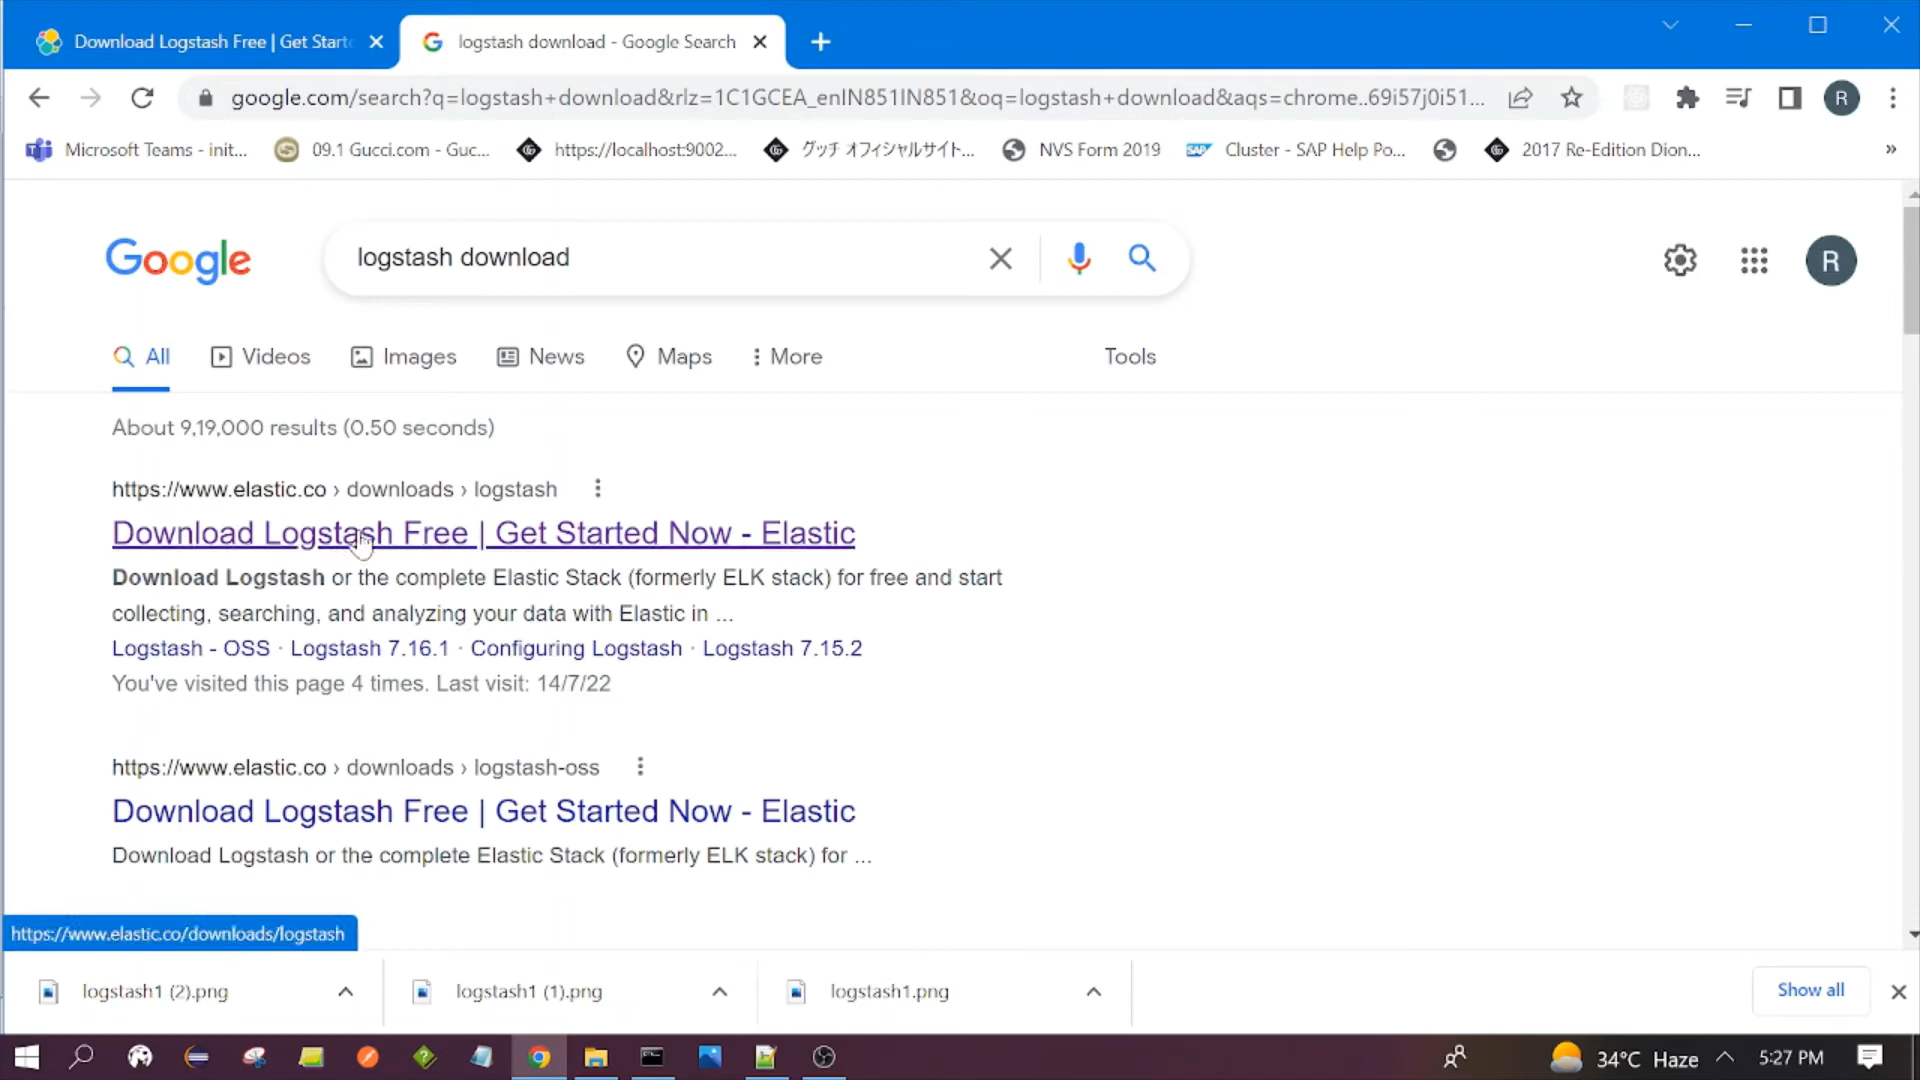 Download Logstash Free | Get Starte
logstash download - Google Search
google.com/search?q=logstash+download&rlz=1C1GCEA_enIN851IN851&oq=logstash+download&aqs=chrome..69i57j0i51...
R
Microsoft Teams - init...
09.1 Gucci.com - Guc...
https://localhost:9002...
グッチ オフィシャルサイト...
NVS Form 2019
Cluster - SAP Help Po...
2017 Re-Edition Dion...
»
Google
logstash download
R
All
Videos
Images
News
Maps
More
Tools
About 9,19,000 results (0.50 seconds)
https://www.elastic.co › downloads › logstash
Download Logstash Free | Get Started Now - Elastic
Download Logstash or the complete Elastic Stack (formerly ELK stack) for free and start
collecting, searching, and analyzing your data with Elastic in ...
Logstash - OSS · Logstash 7.16.1 · Configuring Logstash · Logstash 7.15.2
You've visited this page 4 times. Last visit: 14/7/22
https://www.elastic.co › downloads › logstash-oss
Download Logstash Free | Get Started Now - Elastic
Download Logstash or the complete Elastic Stack (formerly ELK stack) for ...
https://www.elastic.co/downloads/logstash
logstash1 (2).png
logstash1 (1).png
logstash1.png
Show all
34°C Haze
5:27 PM